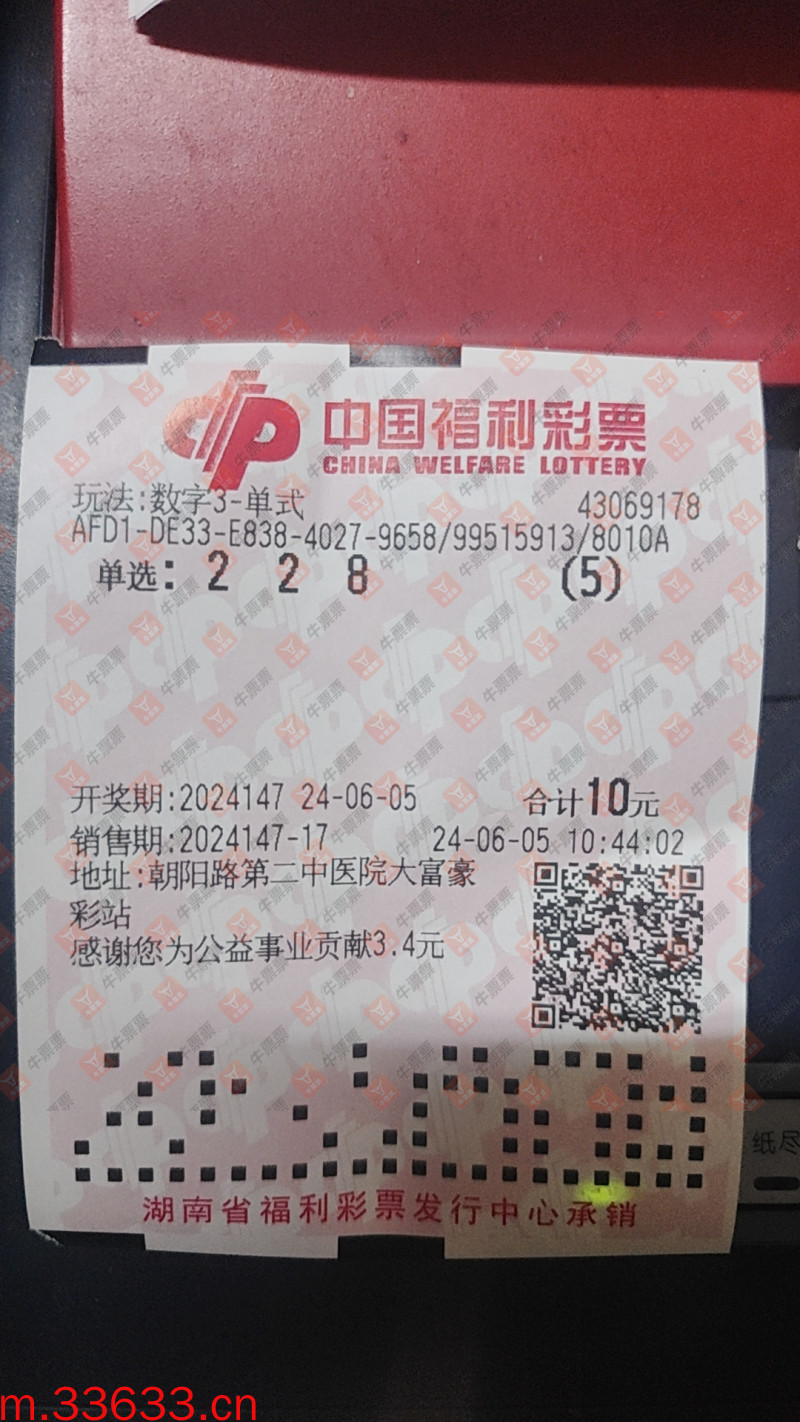 中国福利彩票
CHINA WELFARE LOTTERY
玩法:数字3-单式 43069178
AFD1-DE33-E838-4027-9658/99515913/8010A
单选: 2 2 8 (5)
开奖期:2024147 24-06-05 合计10元
销售期:2024147-17 24-06-05 10:44:02
地址:朝阳路第二中医院大富豪
彩站
感谢您为公益事业贡献3.4元
湖南省福利彩票发行中心承销
纸尽
牛票票
m.33633.cn